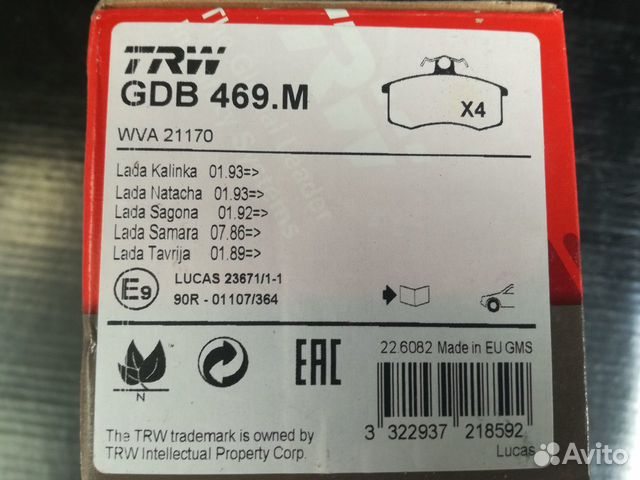 TRW
GDB 469.M
X4
WVA 21170
Lada Kalinka 01.93=>
Lada Natacha 01.93=>
Lada Sagona 01.92=>
Lada Samara 07.86=>
Lada Tavrija 01.89=>
E9
LUCAS 23671/1-1
90R - 01107/364
N
EAC
22.6082 Made in EU GMS
3 322937 218592
Lucas
The TRW trademark is owned by
TRW Intellectual Property Corp.
Avito